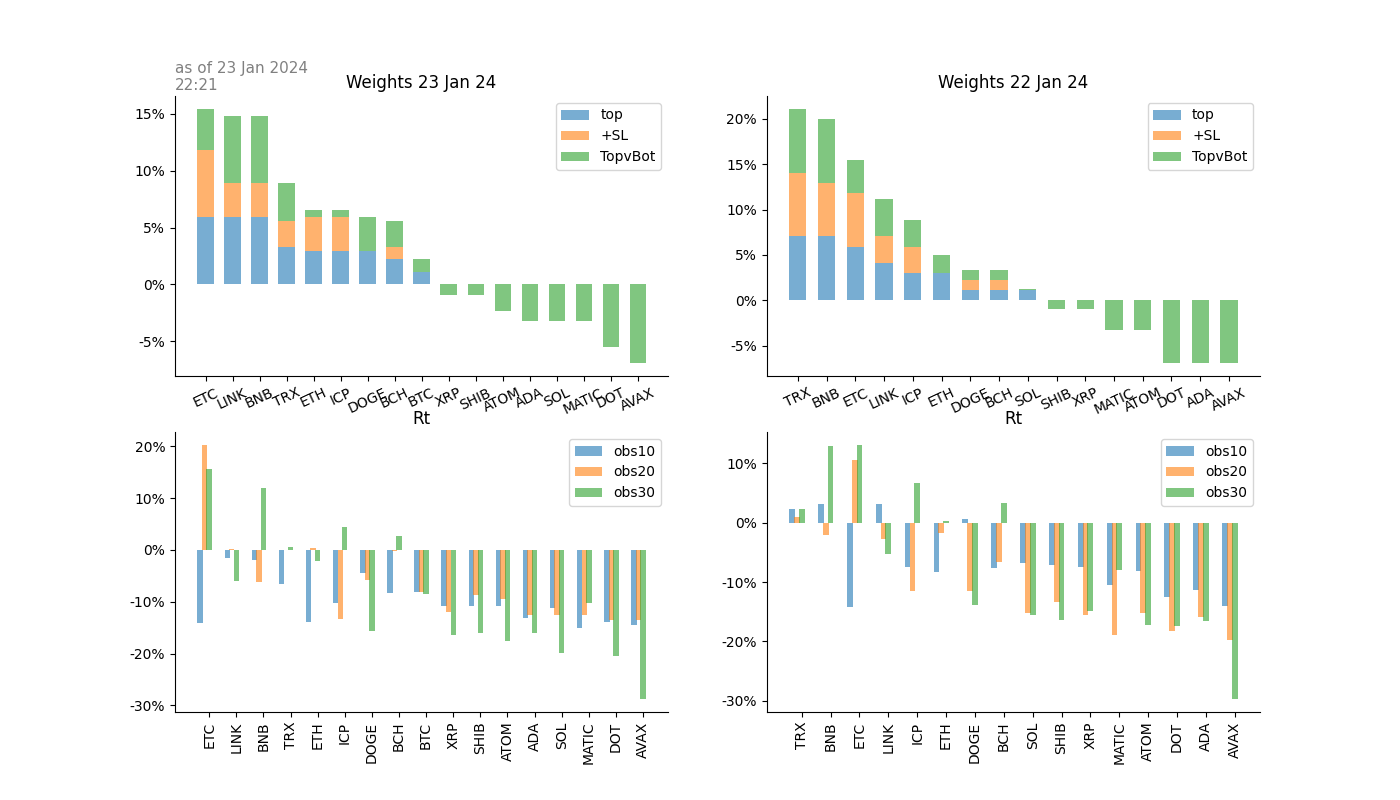 as of 23 Jan 2024
22:21
Weights 23 Jan 24
15%
10%
5%
0%
-5%
top
+SL
TopvBot
ETC LINK BNB TRX ETH ICP DOGE BCH BTC XRP SHIB ATOM ADA SOL MATIC DOT AVAX
Weights 22 Jan 24
20%
15%
10%
5%
0%
-5%
top
+SL
TopvBot
TRX BNB ETC LINK ICP ETH DOGE BCH SOL SHIB XRP MATIC ATOM DOT ADA AVAX
Rt
20%
10%
0%
-10%
-20%
-30%
obs10
obs20
obs30
ETC LINK BNB TRX ETH ICP DOGE BCH BTC XRP SHIB ATOM ADA SOL MATIC DOT AVAX
Rt
10%
0%
-10%
-20%
-30%
obs10
obs20
obs30
TRX BNB ETC LINK ICP ETH DOGE BCH SOL SHIB XRP MATIC ATOM DOT ADA AVAX